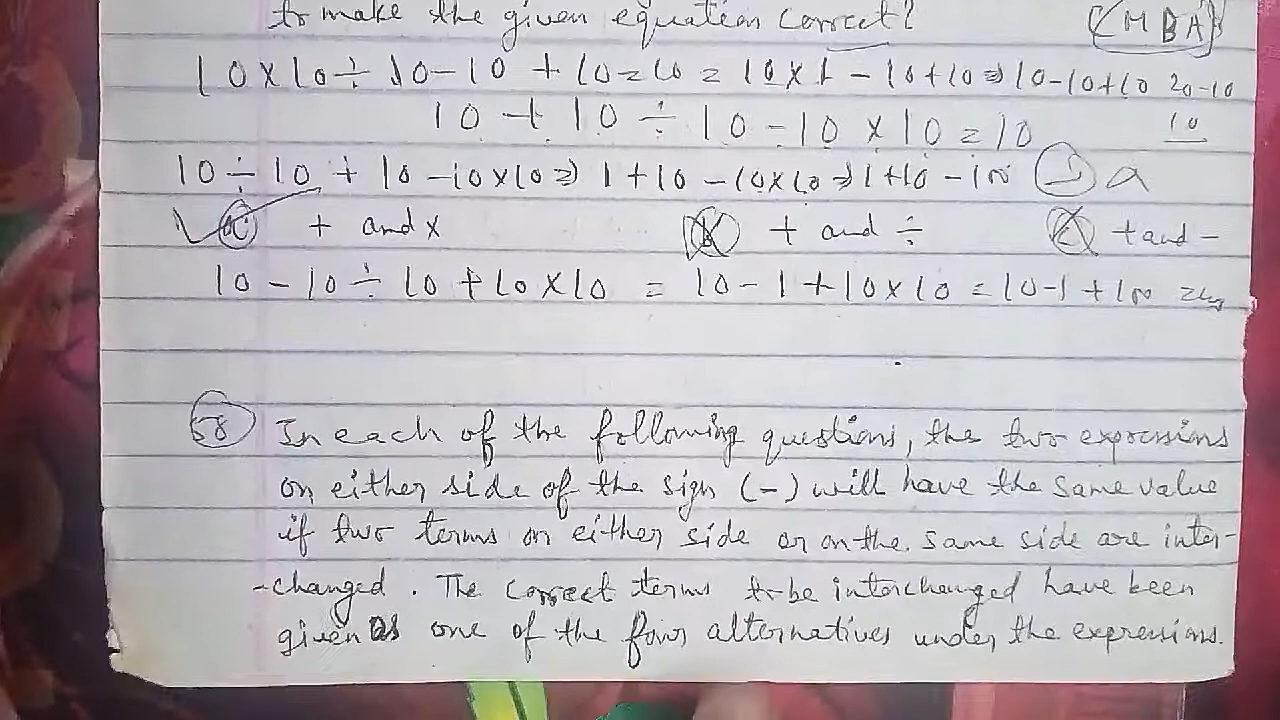 to make the given equation correct? (MBA)
10×10÷10-10+10=10 = 10×1-10+10⇒10-10+10 20-10
10 + 10 ÷ 10 - 10 × 10 = 10 10
10÷10 + 10 -10×10 ⇒ 1+10 -10×10 ⇒ 1+10 -100 a
+ and × + and ÷ + and -
10 - 10 ÷ 10 + 10 × 10 = 10 - 1 + 10 × 10 = 10-1 + 100
58 In each of the following questions, the two expressions
on either side of the sign (-) will have the same value
if two terms on either side or on the same side are inter-
-changed. The correct terms to be interchanged have been
given as one of the four alternatives under the expressions.